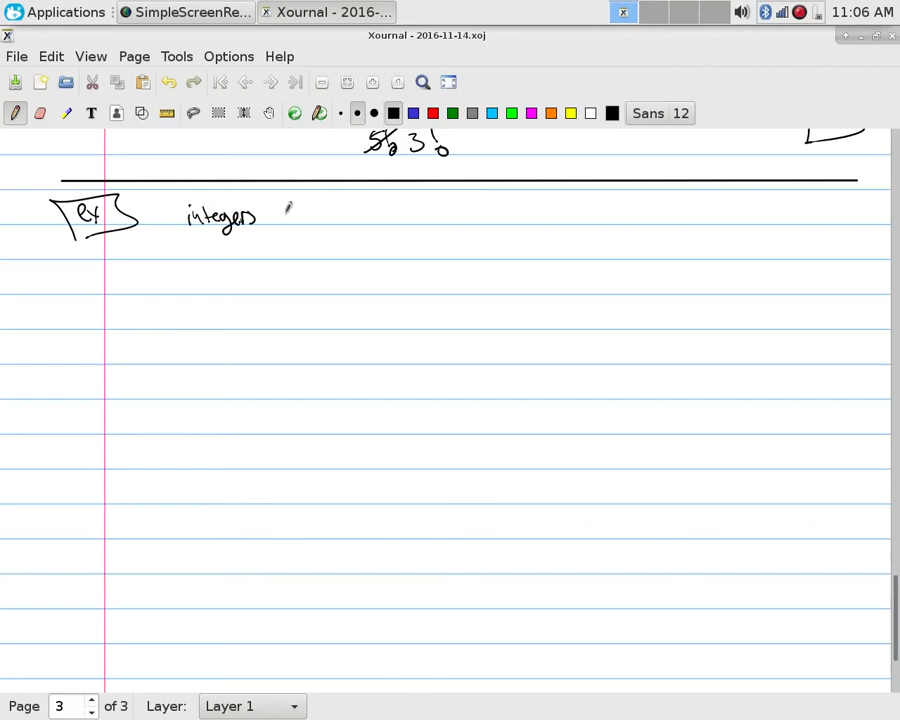 Applications SimpleScreenRe... Xournal - 2016-... 11:06 AM
Xournal - 2016-11-14.xoj
File Edit View Page Tools Options Help
T Sans 12
3!
ex integers
Page 3 of 3 Layer: Layer 1